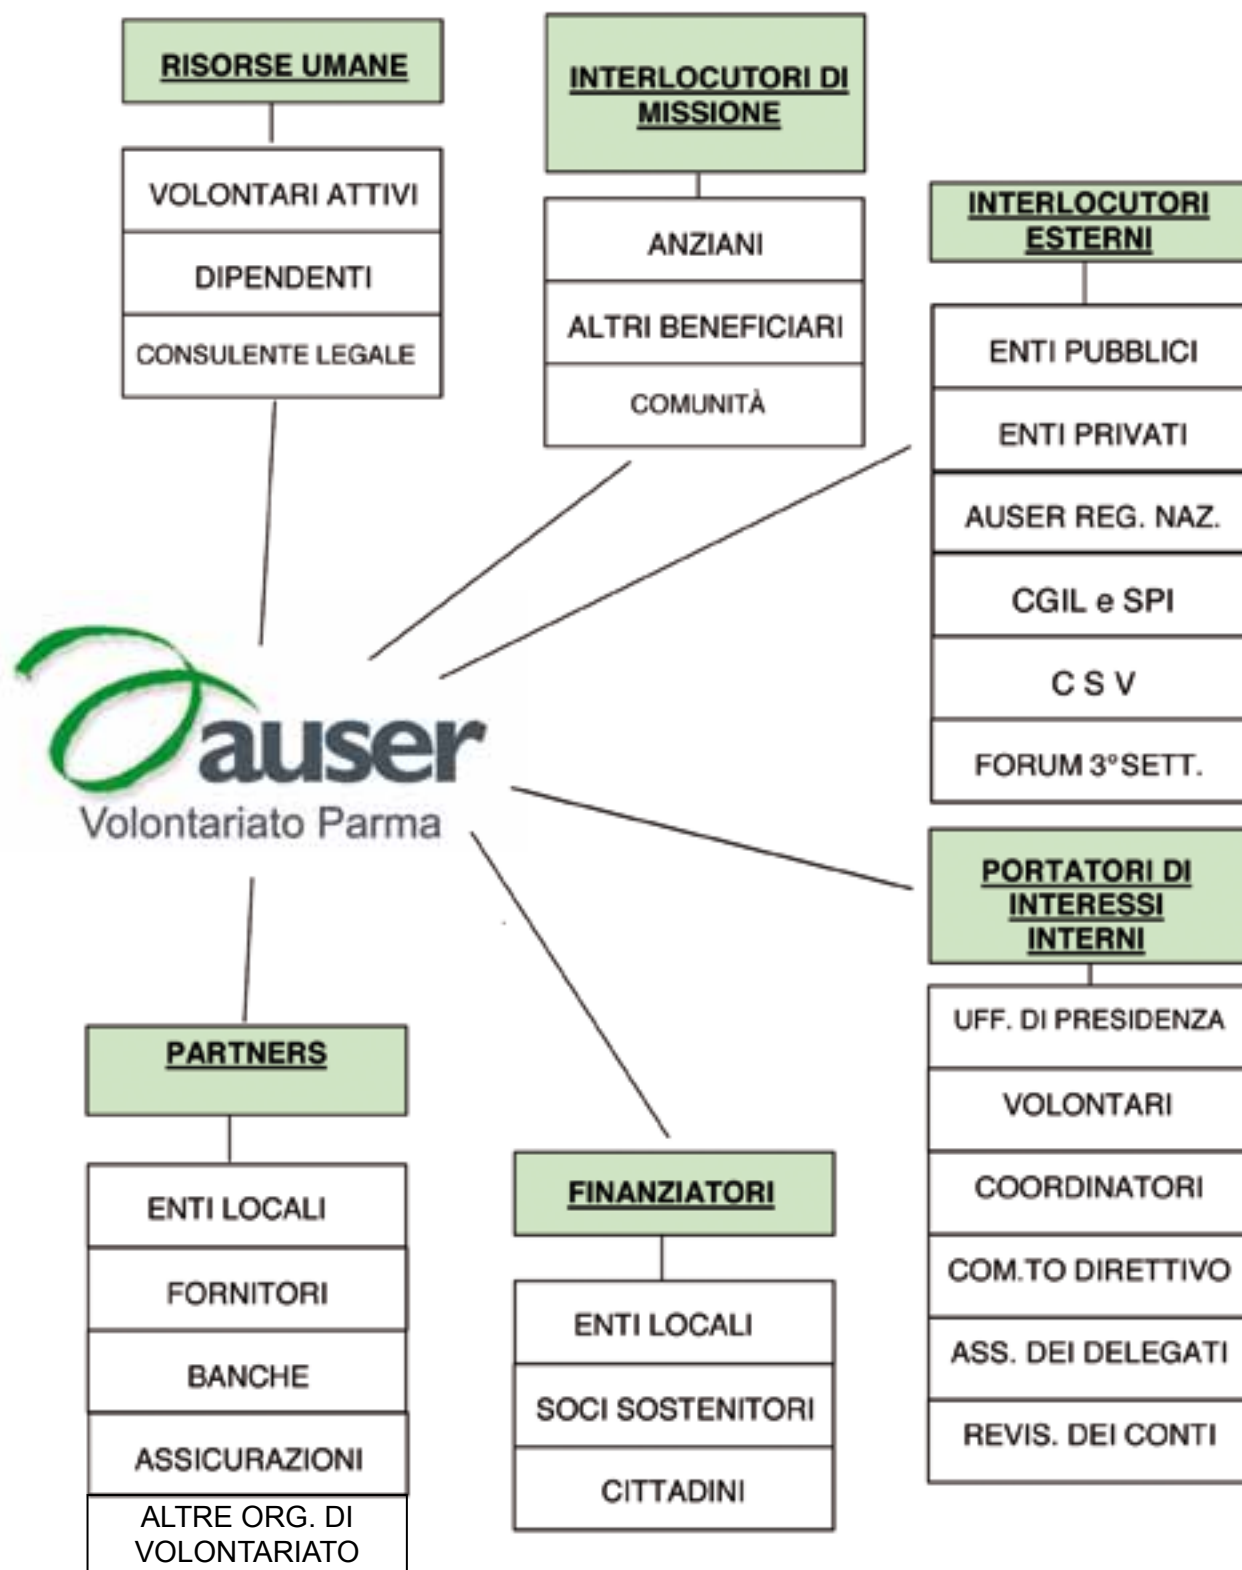 RISORSE UMANE
VOLONTARI ATTIVI
DIPENDENTI
CONSULENTE LEGALE
INTERLOCUTORI DI
MISSIONE
ANZIANI
ALTRI BENEFICIARI
COMUNITÀ
INTERLOCUTORI
ESTERNI
ENTI PUBBLICI
ENTI PRIVATI
AUSER REG. NAZ.
CGIL e SPI
C S V
FORUM 3° SETT.
auser
Volontariato Parma
PORTATORI DI
INTERESSI
INTERNI
UFF. DI PRESIDENZA
VOLONTARI
COORDINATORI
COM.TO DIRETTIVO
ASS. DEI DELEGATI
REVIS. DEI CONTI
PARTNERS
ENTI LOCALI
FORNITORI
BANCHE
ASSICURAZIONI
ALTRE ORG. DI
VOLONTARIATO
FINANZIATORI
ENTI LOCALI
SOCI SOSTENITORI
CITTADINI